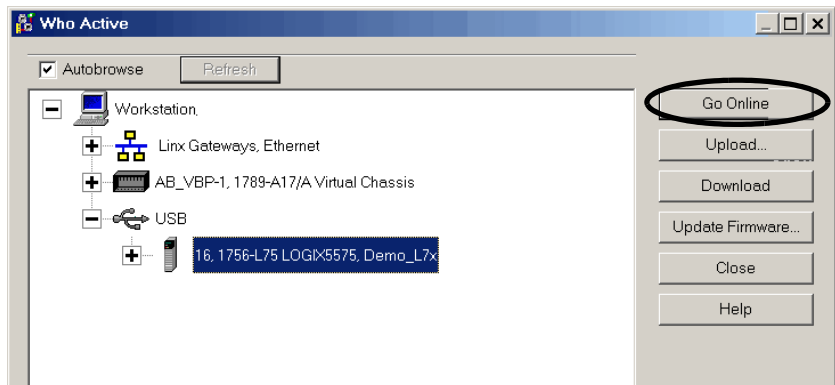 Who Active
Autobrowse
Refresh
Workstation,
Linx Gateways, Ethernet
AB_VBP-1, 1789-A17/A Virtual Chassis
USB
16, 1756-L75 LOGIX5575, Demo_L7x
Go Online
Upload...
Download
Update Firmware...
Close
Help